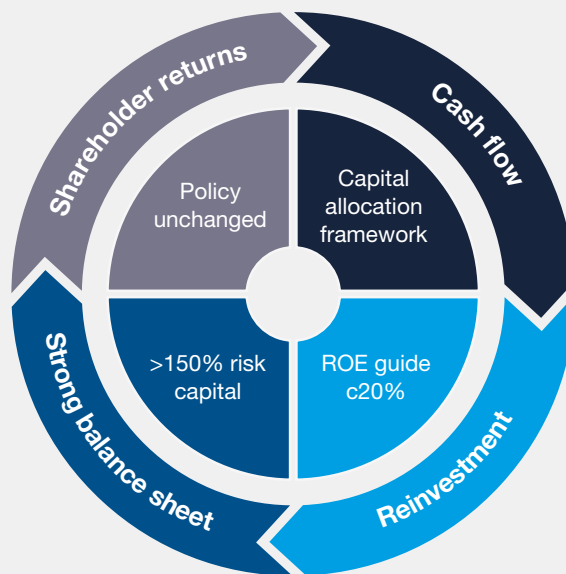 Shareholder returns
Cash flow
Policy
unchanged
Capital
allocation
framework
>150% risk
capital
ROE guide
c20%
Strong balance sheet
Reinvestment